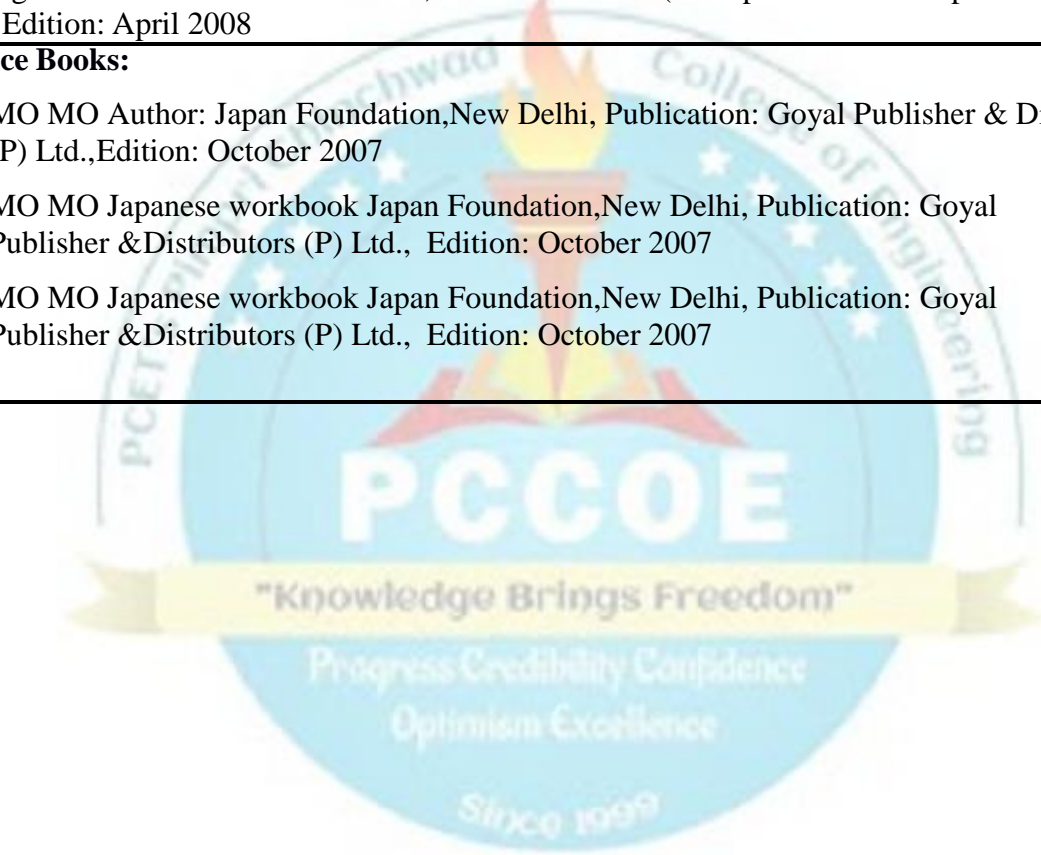 Edition: April 2008
ce Books:
MO MO Author: Japan Foundation,New Delhi, Publication: Goyal Publisher & Di
(P) Ltd.,Edition: October 2007
MO MO Japanese workbook Japan Foundation,New Delhi, Publication: Goyal
Publisher &Distributors (P) Ltd., Edition: October 2007
MO MO Japanese workbook Japan Foundation,New Delhi, Publication: Goyal
Publisher &Distributors (P) Ltd., Edition: October 2007
College of Engineering
PCCOE
"Knowledge Brings Freedom"
Progress Credibility Confidence
Optimism Excellence
Since 1999